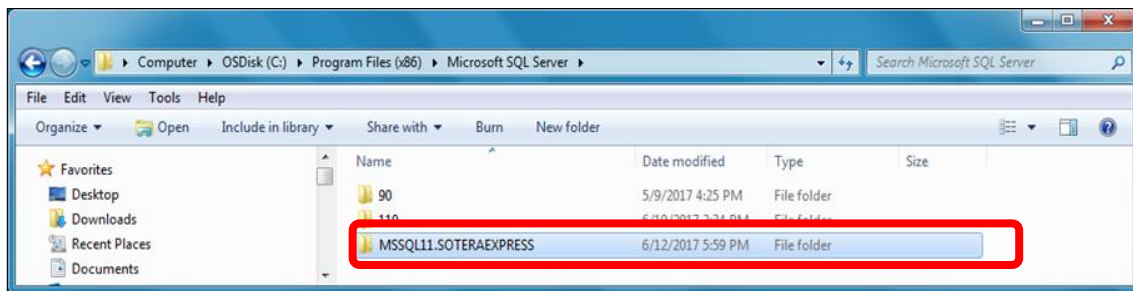 Computer ▸ OSDisk (C:) ▸ Program Files (x86) ▸ Microsoft SQL Server ▸ Search Microsoft SQL Server
File Edit View Tools Help
Organize Open Include in library Share with Burn New folder
Favorites Name Date modified Type Size
Desktop 90 5/9/2017 4:25 PM File folder
Downloads 110 File folder
Recent Places MSSQL11.SOTERAEXPRESS 6/12/2017 5:59 PM File folder
Documents